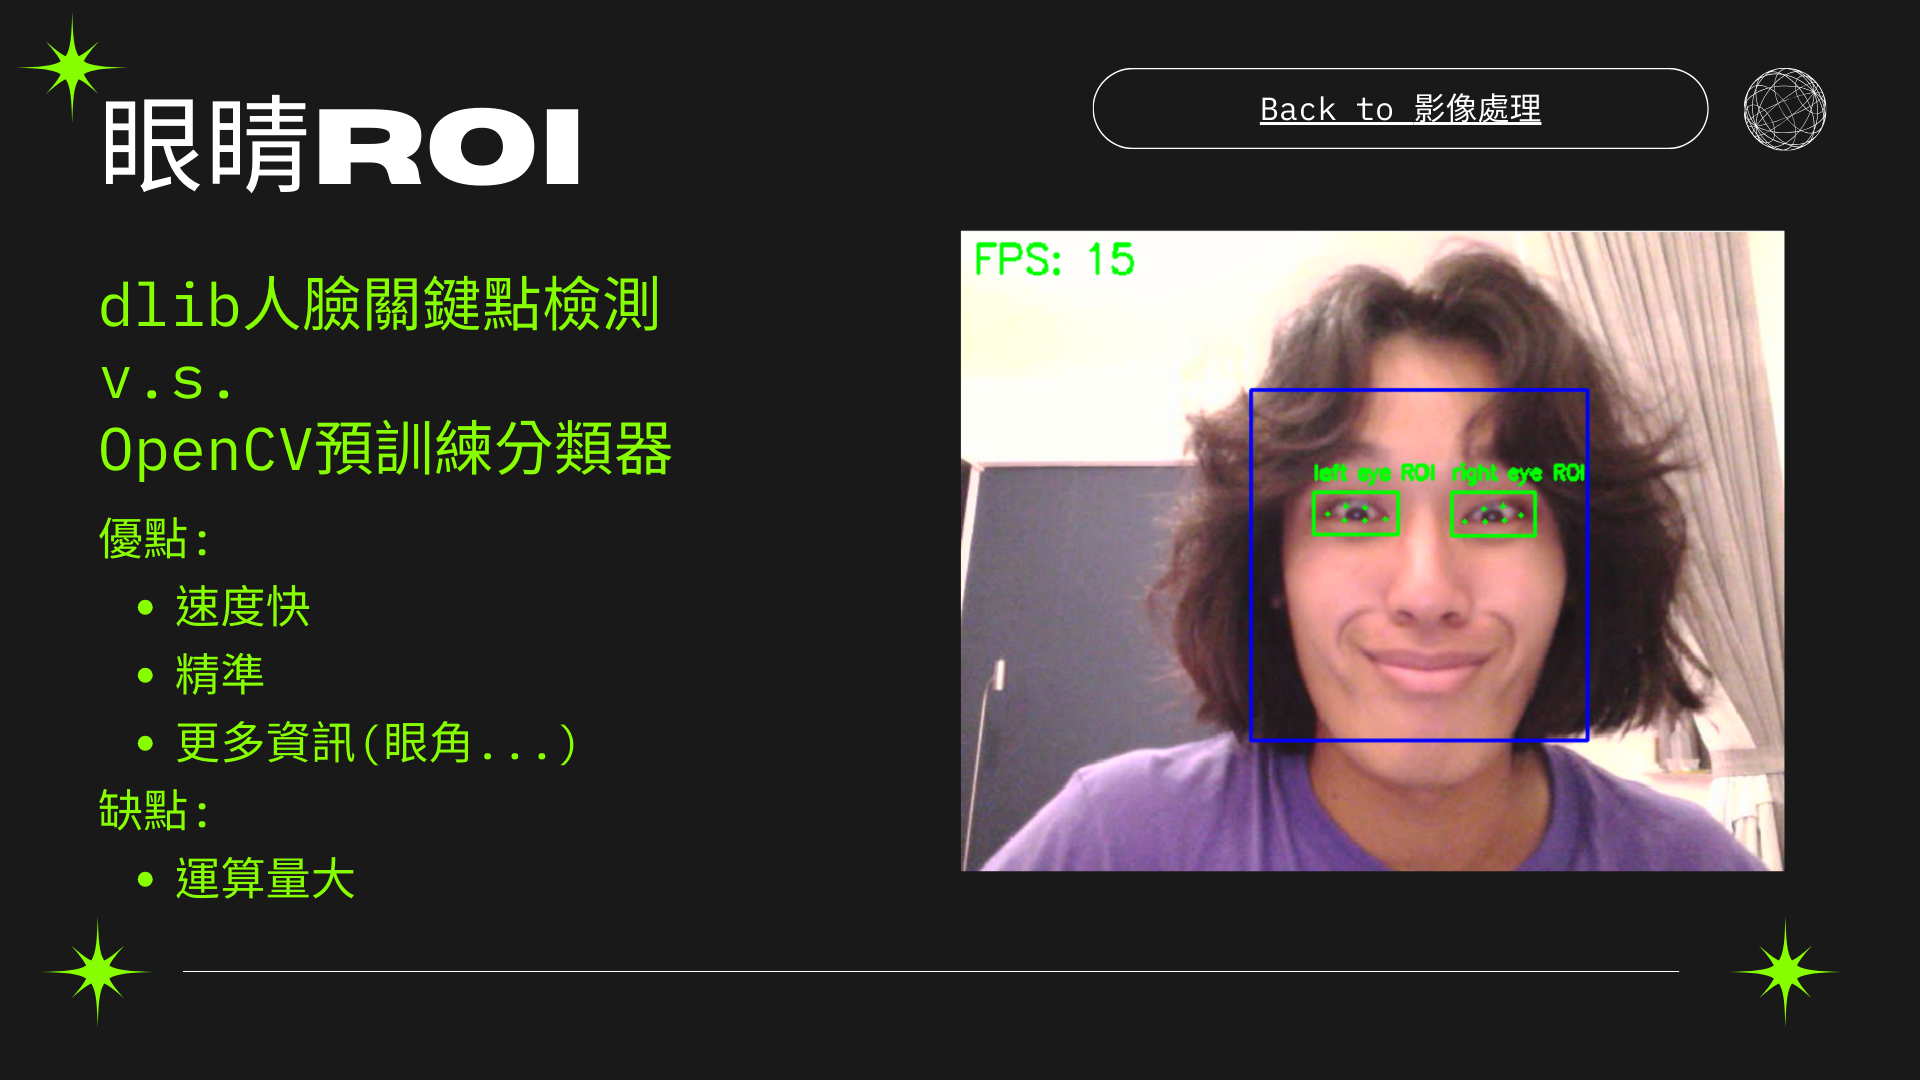 眼睛ROI
Back to 影像處理
dlib人臉關鍵點檢測
v.s.
OpenCV預訓練分類器
優點:
• 速度快
• 精準
• 更多資訊(眼角...)
缺點:
• 運算量大
FPS: 15
left eye ROI right eye ROI